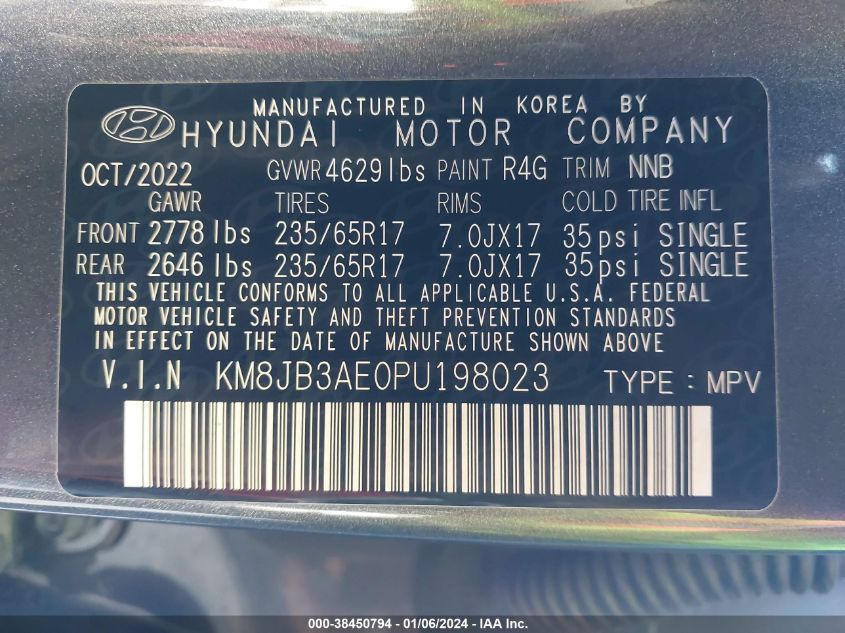 MANUFACTURED IN KOREA BY
HYUNDAI MOTOR COMPANY
OCT/2022 GVWR 4629 lbs PAINT R4G TRIM NNB
GAWR TIRES RIMS COLD TIRE INFL
FRONT 2778 lbs 235/65R17 7.0JX17 35psi SINGLE
REAR 2646 lbs 235/65R17 7.0JX17 35psi SINGLE
THIS VEHICLE CONFORMS TO ALL APPLICABLE U.S.A. FEDERAL
MOTOR VEHICLE SAFETY AND THEFT PREVENTION STANDARDS
IN EFFECT ON THE DATE OF MANUFACTURE SHOWN ABOVE
V.I.N KM8JB3AE0PU198023 TYPE : MPV
000-38450794 - 01/06/2024 - IAA Inc.